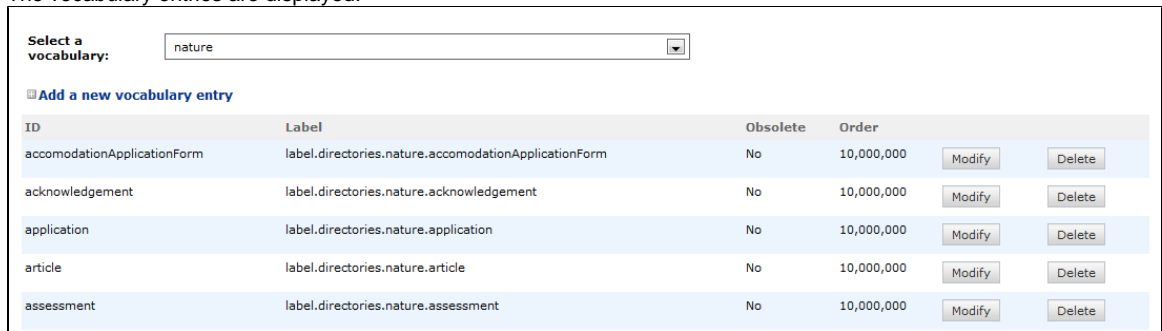 The vocabulary entries are displayed.
Select a
vocabulary:
nature
Add a new vocabulary entry
ID Label Obsolete Order
accomodationApplicationForm label.directories.nature.accomodationApplicationForm No 10,000,000 Modify Delete
acknowledgement label.directories.nature.acknowledgement No 10,000,000 Modify Delete
application label.directories.nature.application No 10,000,000 Modify Delete
article label.directories.nature.article No 10,000,000 Modify Delete
assessment label.directories.nature.assessment No 10,000,000 Modify Delete